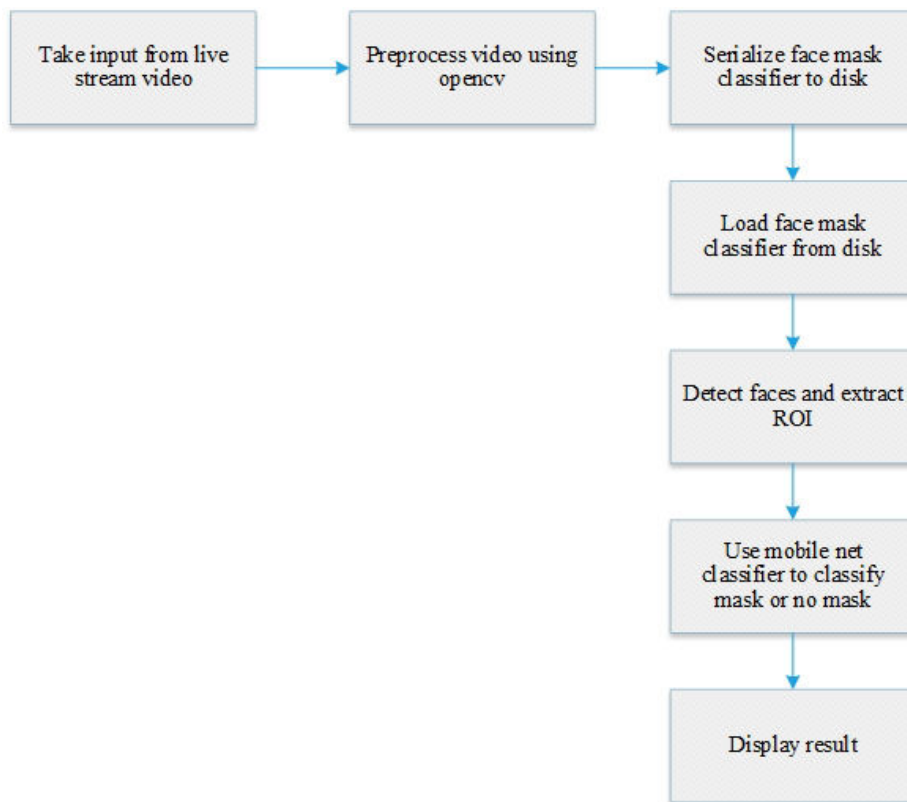 Take input from live
stream video
Preprocess video using
opencv
Serialize face mask
classifier to disk
Load face mask
classifier from disk
Detect faces and extract
ROI
Use mobile net
classifier to classify
mask or no mask
Display result